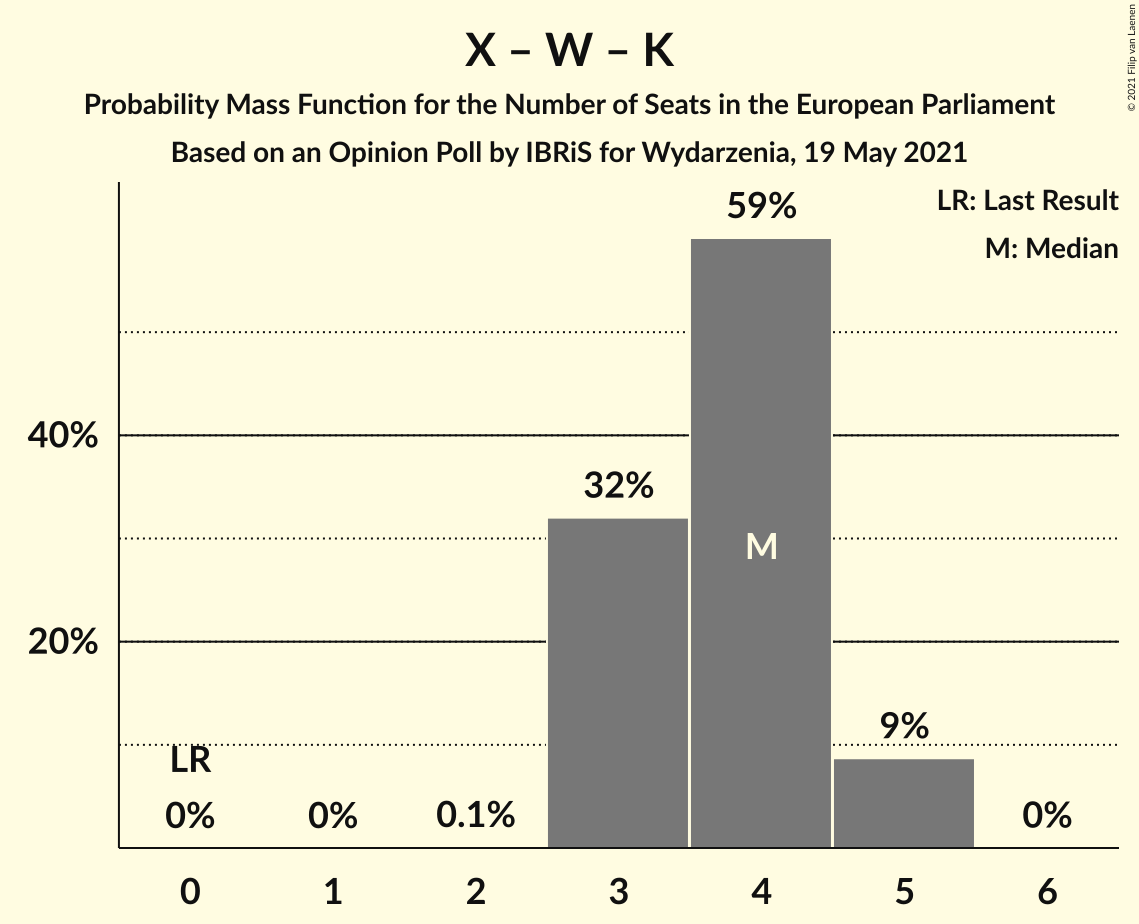 X – W – K
Probability Mass Function for the Number of Seats in the European Parliament
Based on an Opinion Poll by IBRiS for Wydarzenia, 19 May 2021
© 2021 Filip van Laenen
LR: Last Result
M: Median
59%
40%
32%
M
20%
9%
LR
0%
0%
0.1%
0%
0
1
2
3
4
5
6